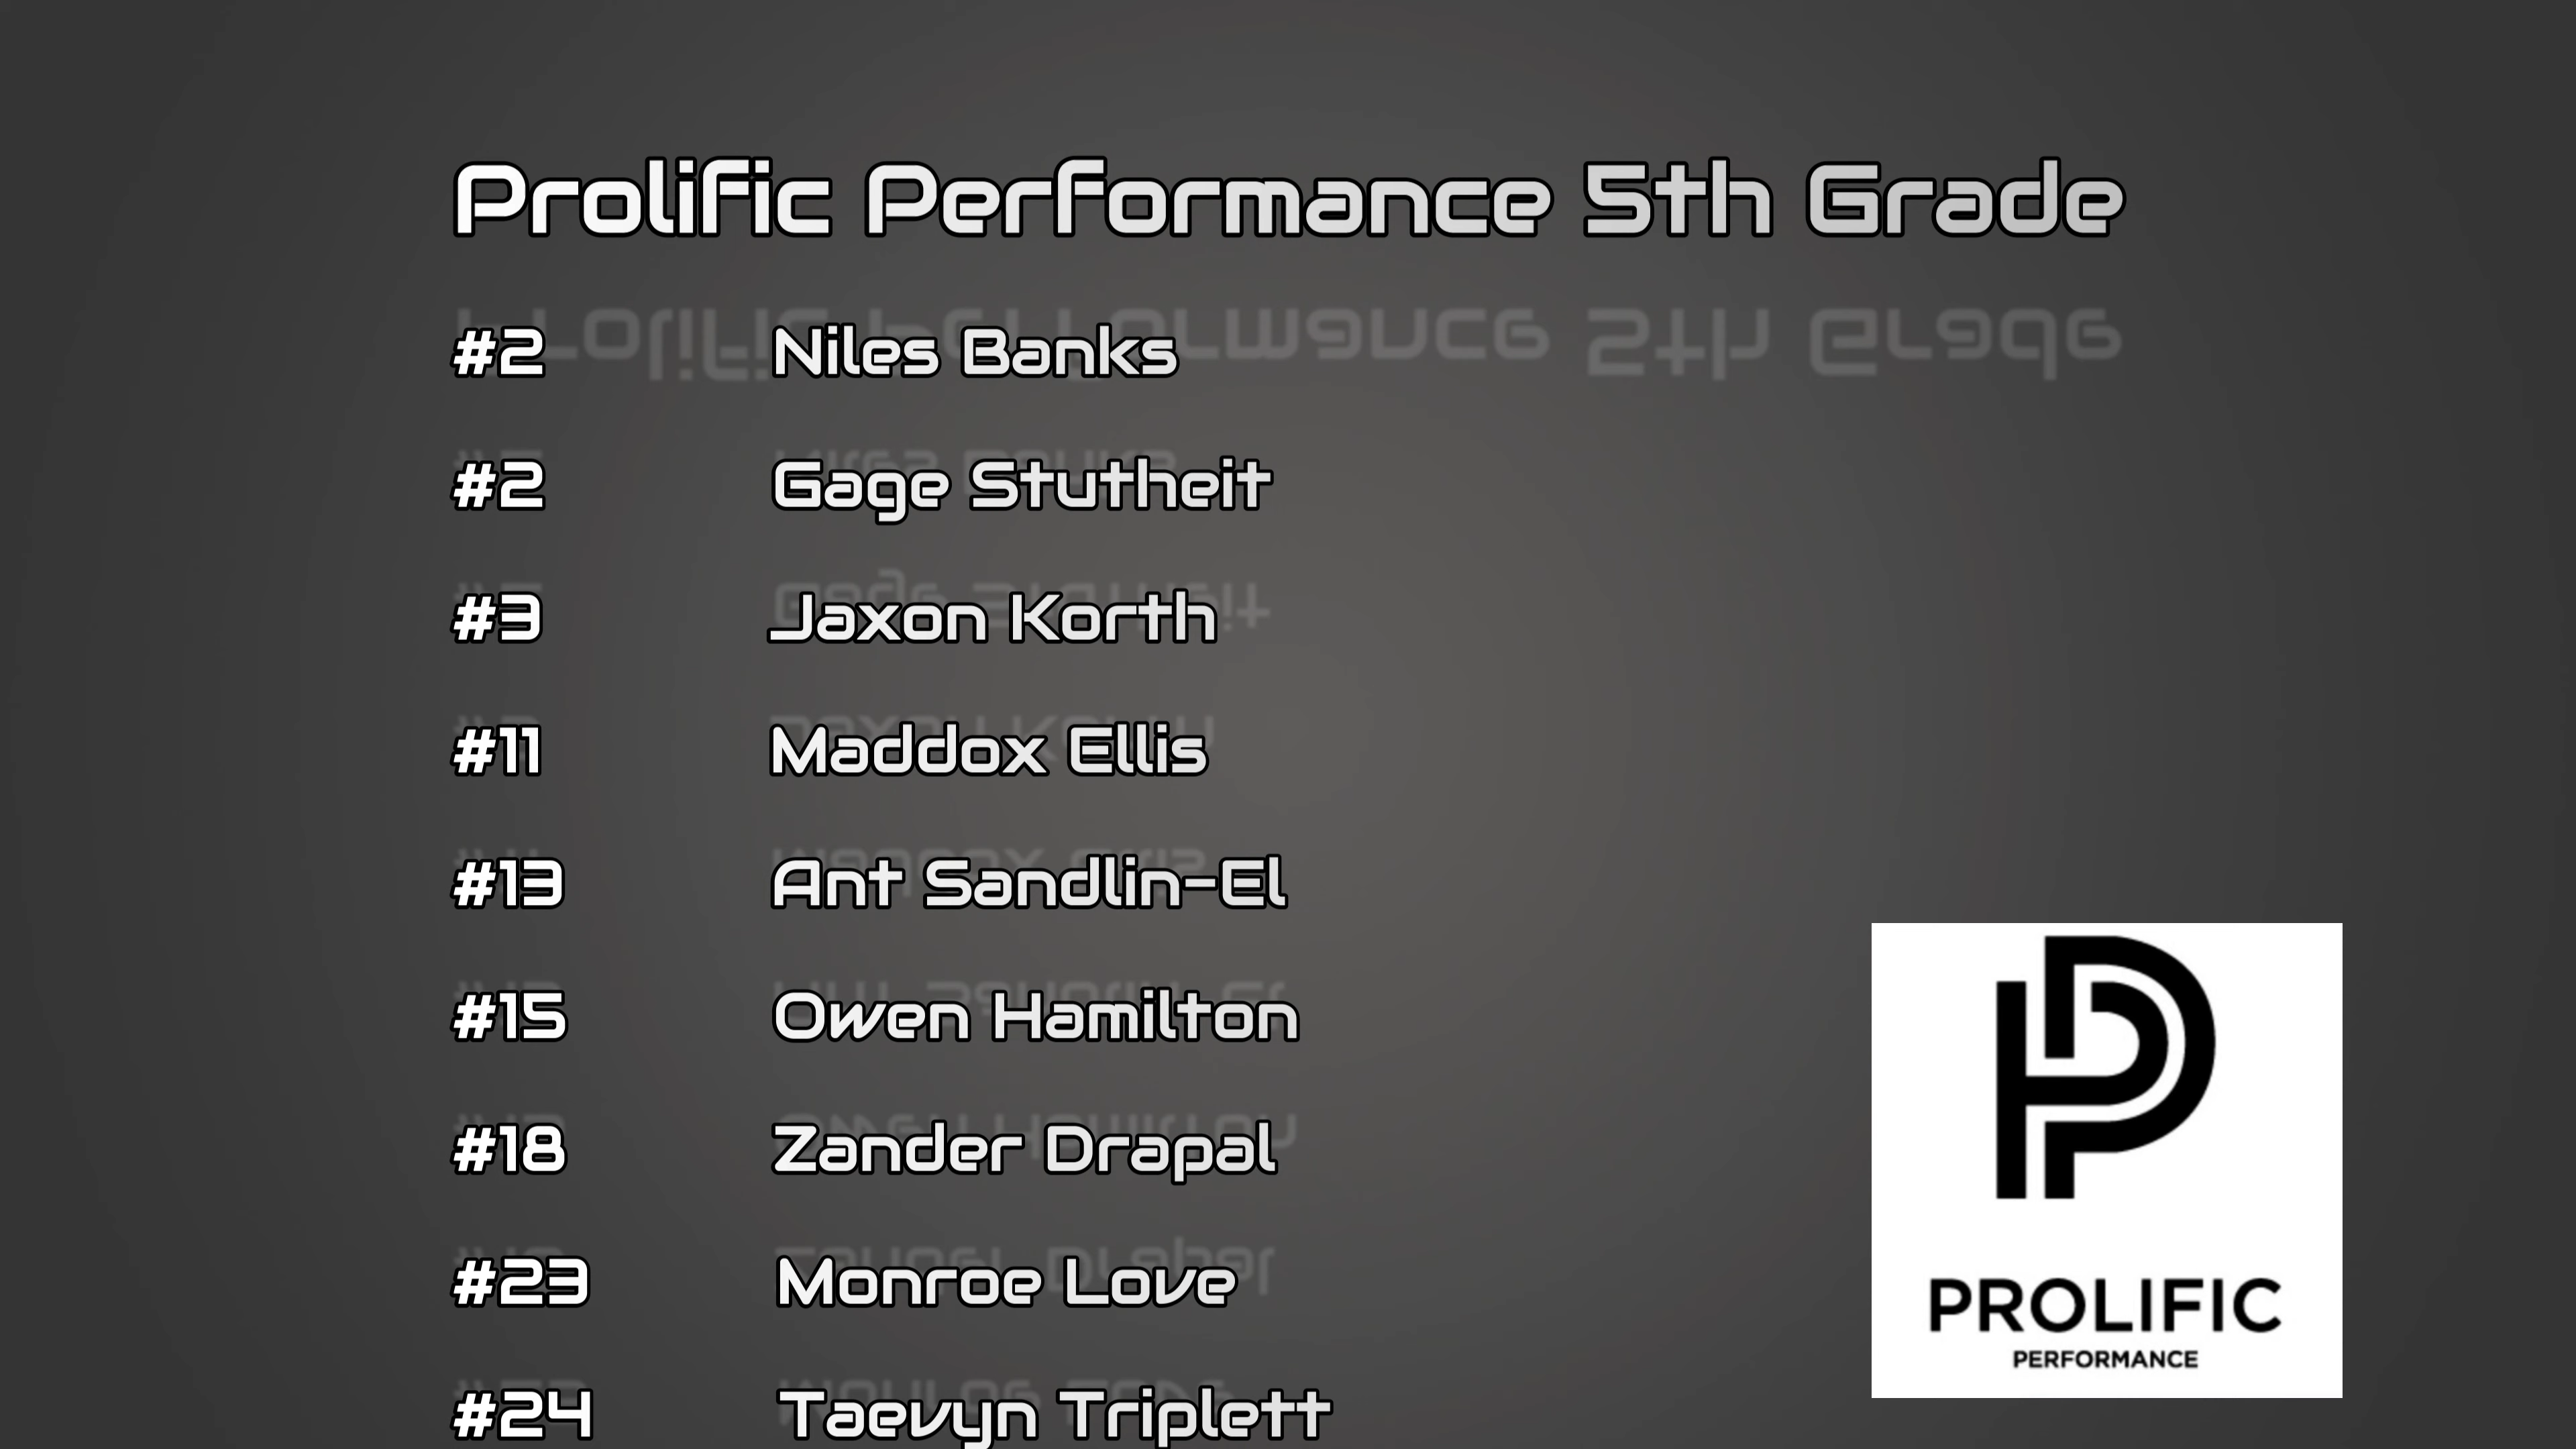 Prolific Performance 5th Grade
#2 Niles Banks
#2 Gage Stutheit
#3 Jaxon Korth
#11 Maddox Ellis
#13 Ant Sandlin-El
#15 Owen Hamilton
#18 Zander Drapal
#23 Monroe Love
#24 Taevyn Triplett
PROLIFIC
PERFORMANCE